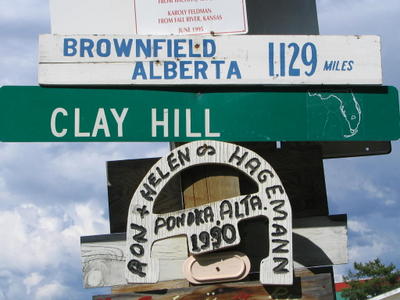 KAROLY FELDMAN
FROM FALL RIVER, KANSAS
JUNE 1995
BROWNFIELD
ALBERTA 1129 MILES
CLAY HILL
RON + HELEN & HAGEMANN
PONOKA, ALTA.
1990